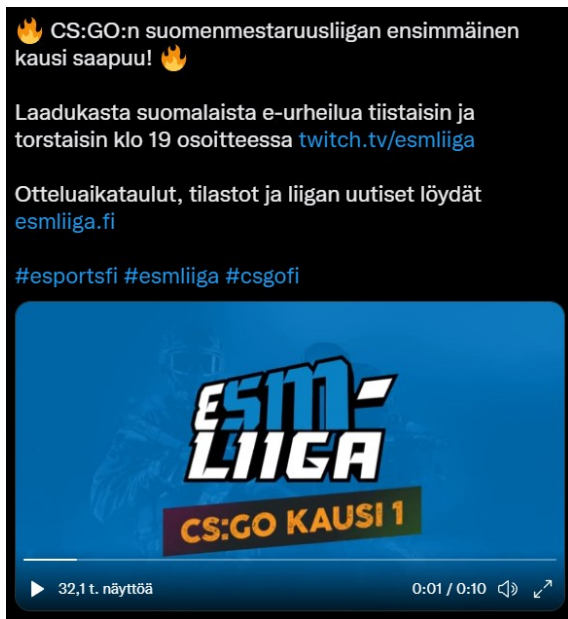 🔥 CS:GO:n suomenmestaruusliigan ensimmäinen
kausi saapuu! 🔥
Laadukasta suomalaista e-urheilua tiistaisin ja
torstaisin klo 19 osoitteessa twitch.tv/esmliiga
Otteluaikataulut, tilastot ja liigan uutiset löydät
esmliiga.fi
#esportsfi #esmliiga #csgofi
ESM-
LIIGA
CS:GO KAUSI 1
32,1 t. näyttöä 0:01 / 0:10